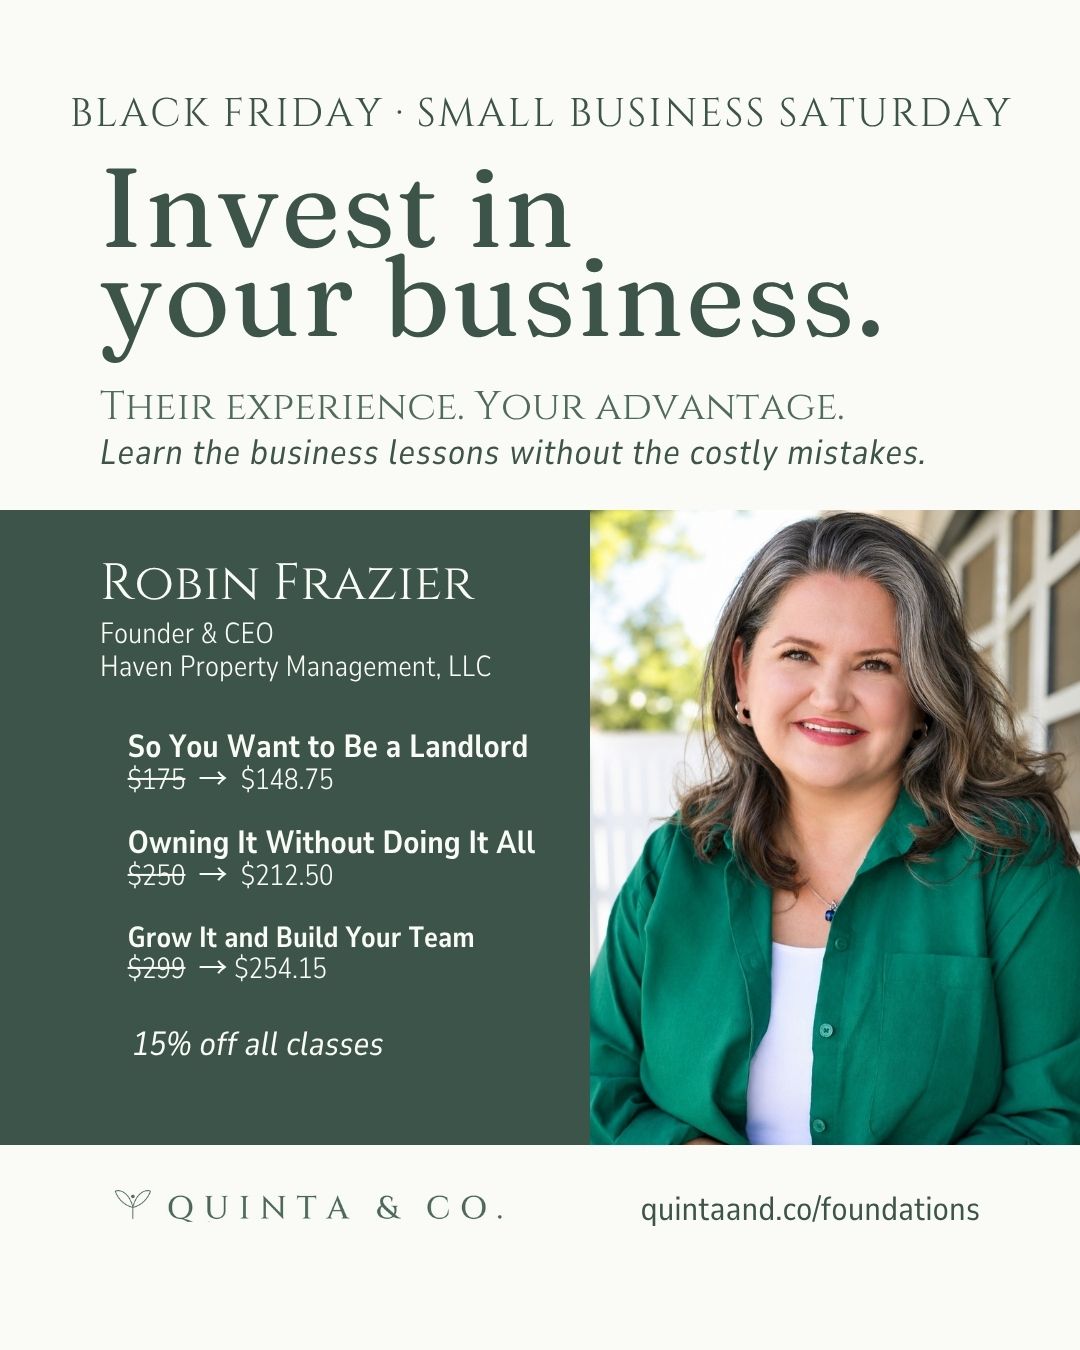 BLACK FRIDAY · SMALL BUSINESS SATURDAY
Invest in
your business.
THEIR EXPERIENCE. YOUR ADVANTAGE.
Learn the business lessons without the costly mistakes.
ROBIN FRAZIER
Founder & CEO
Haven Property Management, LLC
So You Want to Be a Landlord
$175 → $148.75
Owning It Without Doing It All
$250 → $212.50
Grow It and Build Your Team
$299 → $254.15
15% off all classes
QUINTA & CO.
quintaand.co/foundations